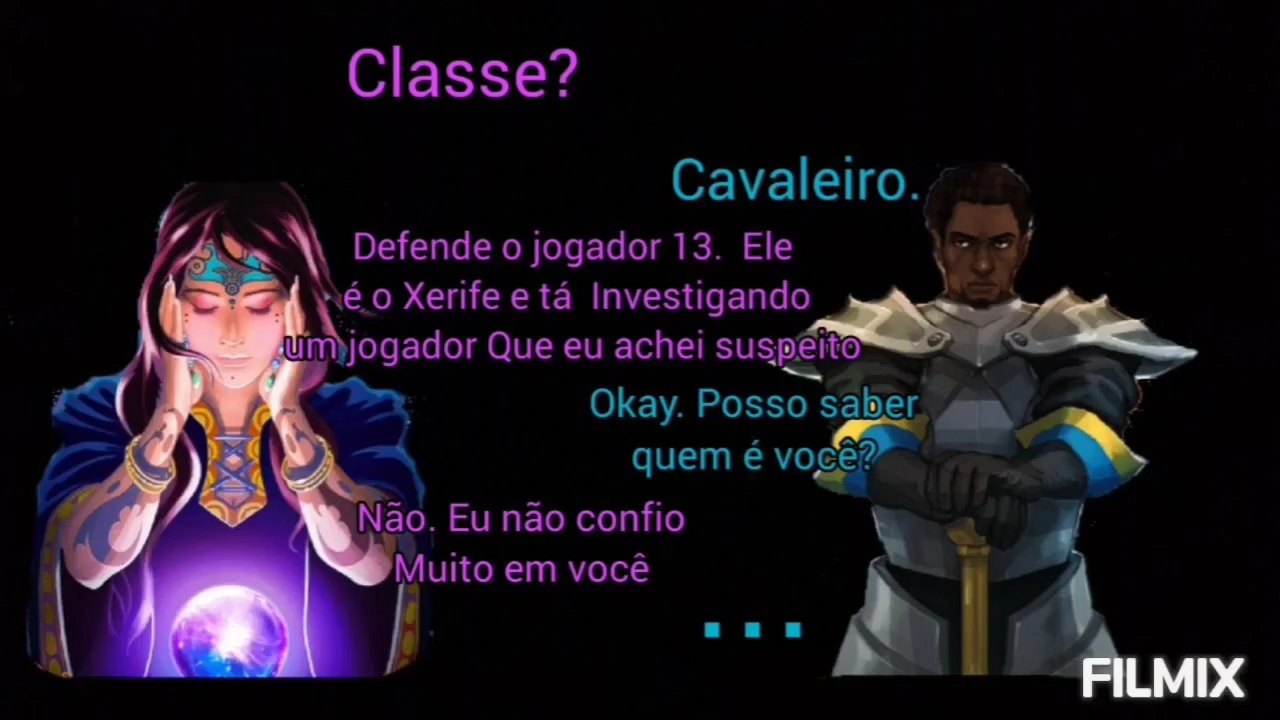 Classe?
Cavaleiro.
Defende o jogador 13. Ele
é o Xerife e tá Investigando
um jogador Que eu achei suspeito
Okay. Posso saber
quem é você?
Não. Eu não confio
Muito em você
...
FILMIX